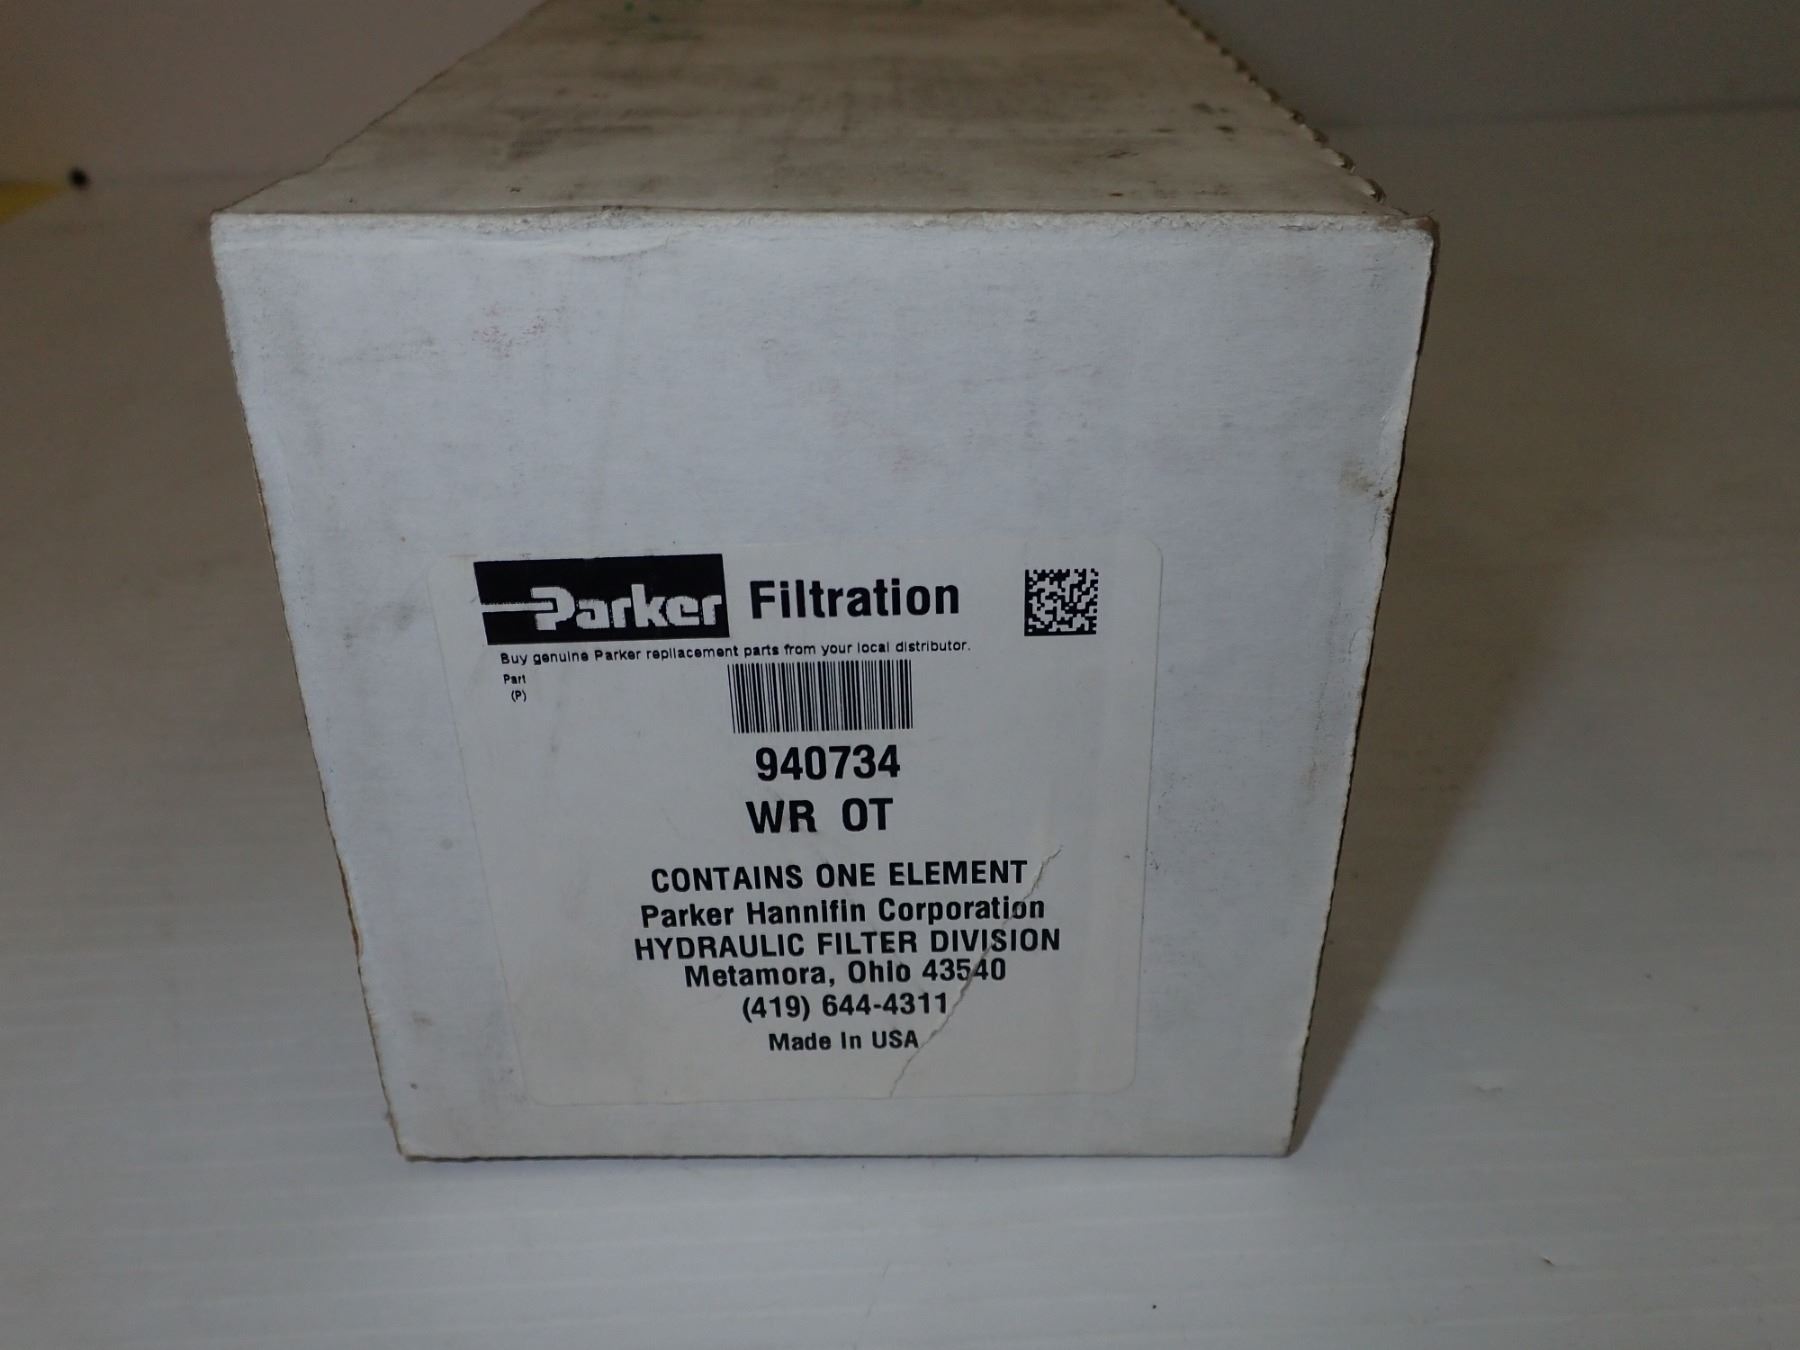 Parker Filtration
Buy genuine Parker repllacement parts from your local distributor.
Part
(P)
940734
WR OT
CONTAINS ONE ELEMENT
Parker Hannifin Corporation
HYDRAULIC FILTER DIVISION
Metamora, Ohio 43540
(419) 644-4311
Made In USA